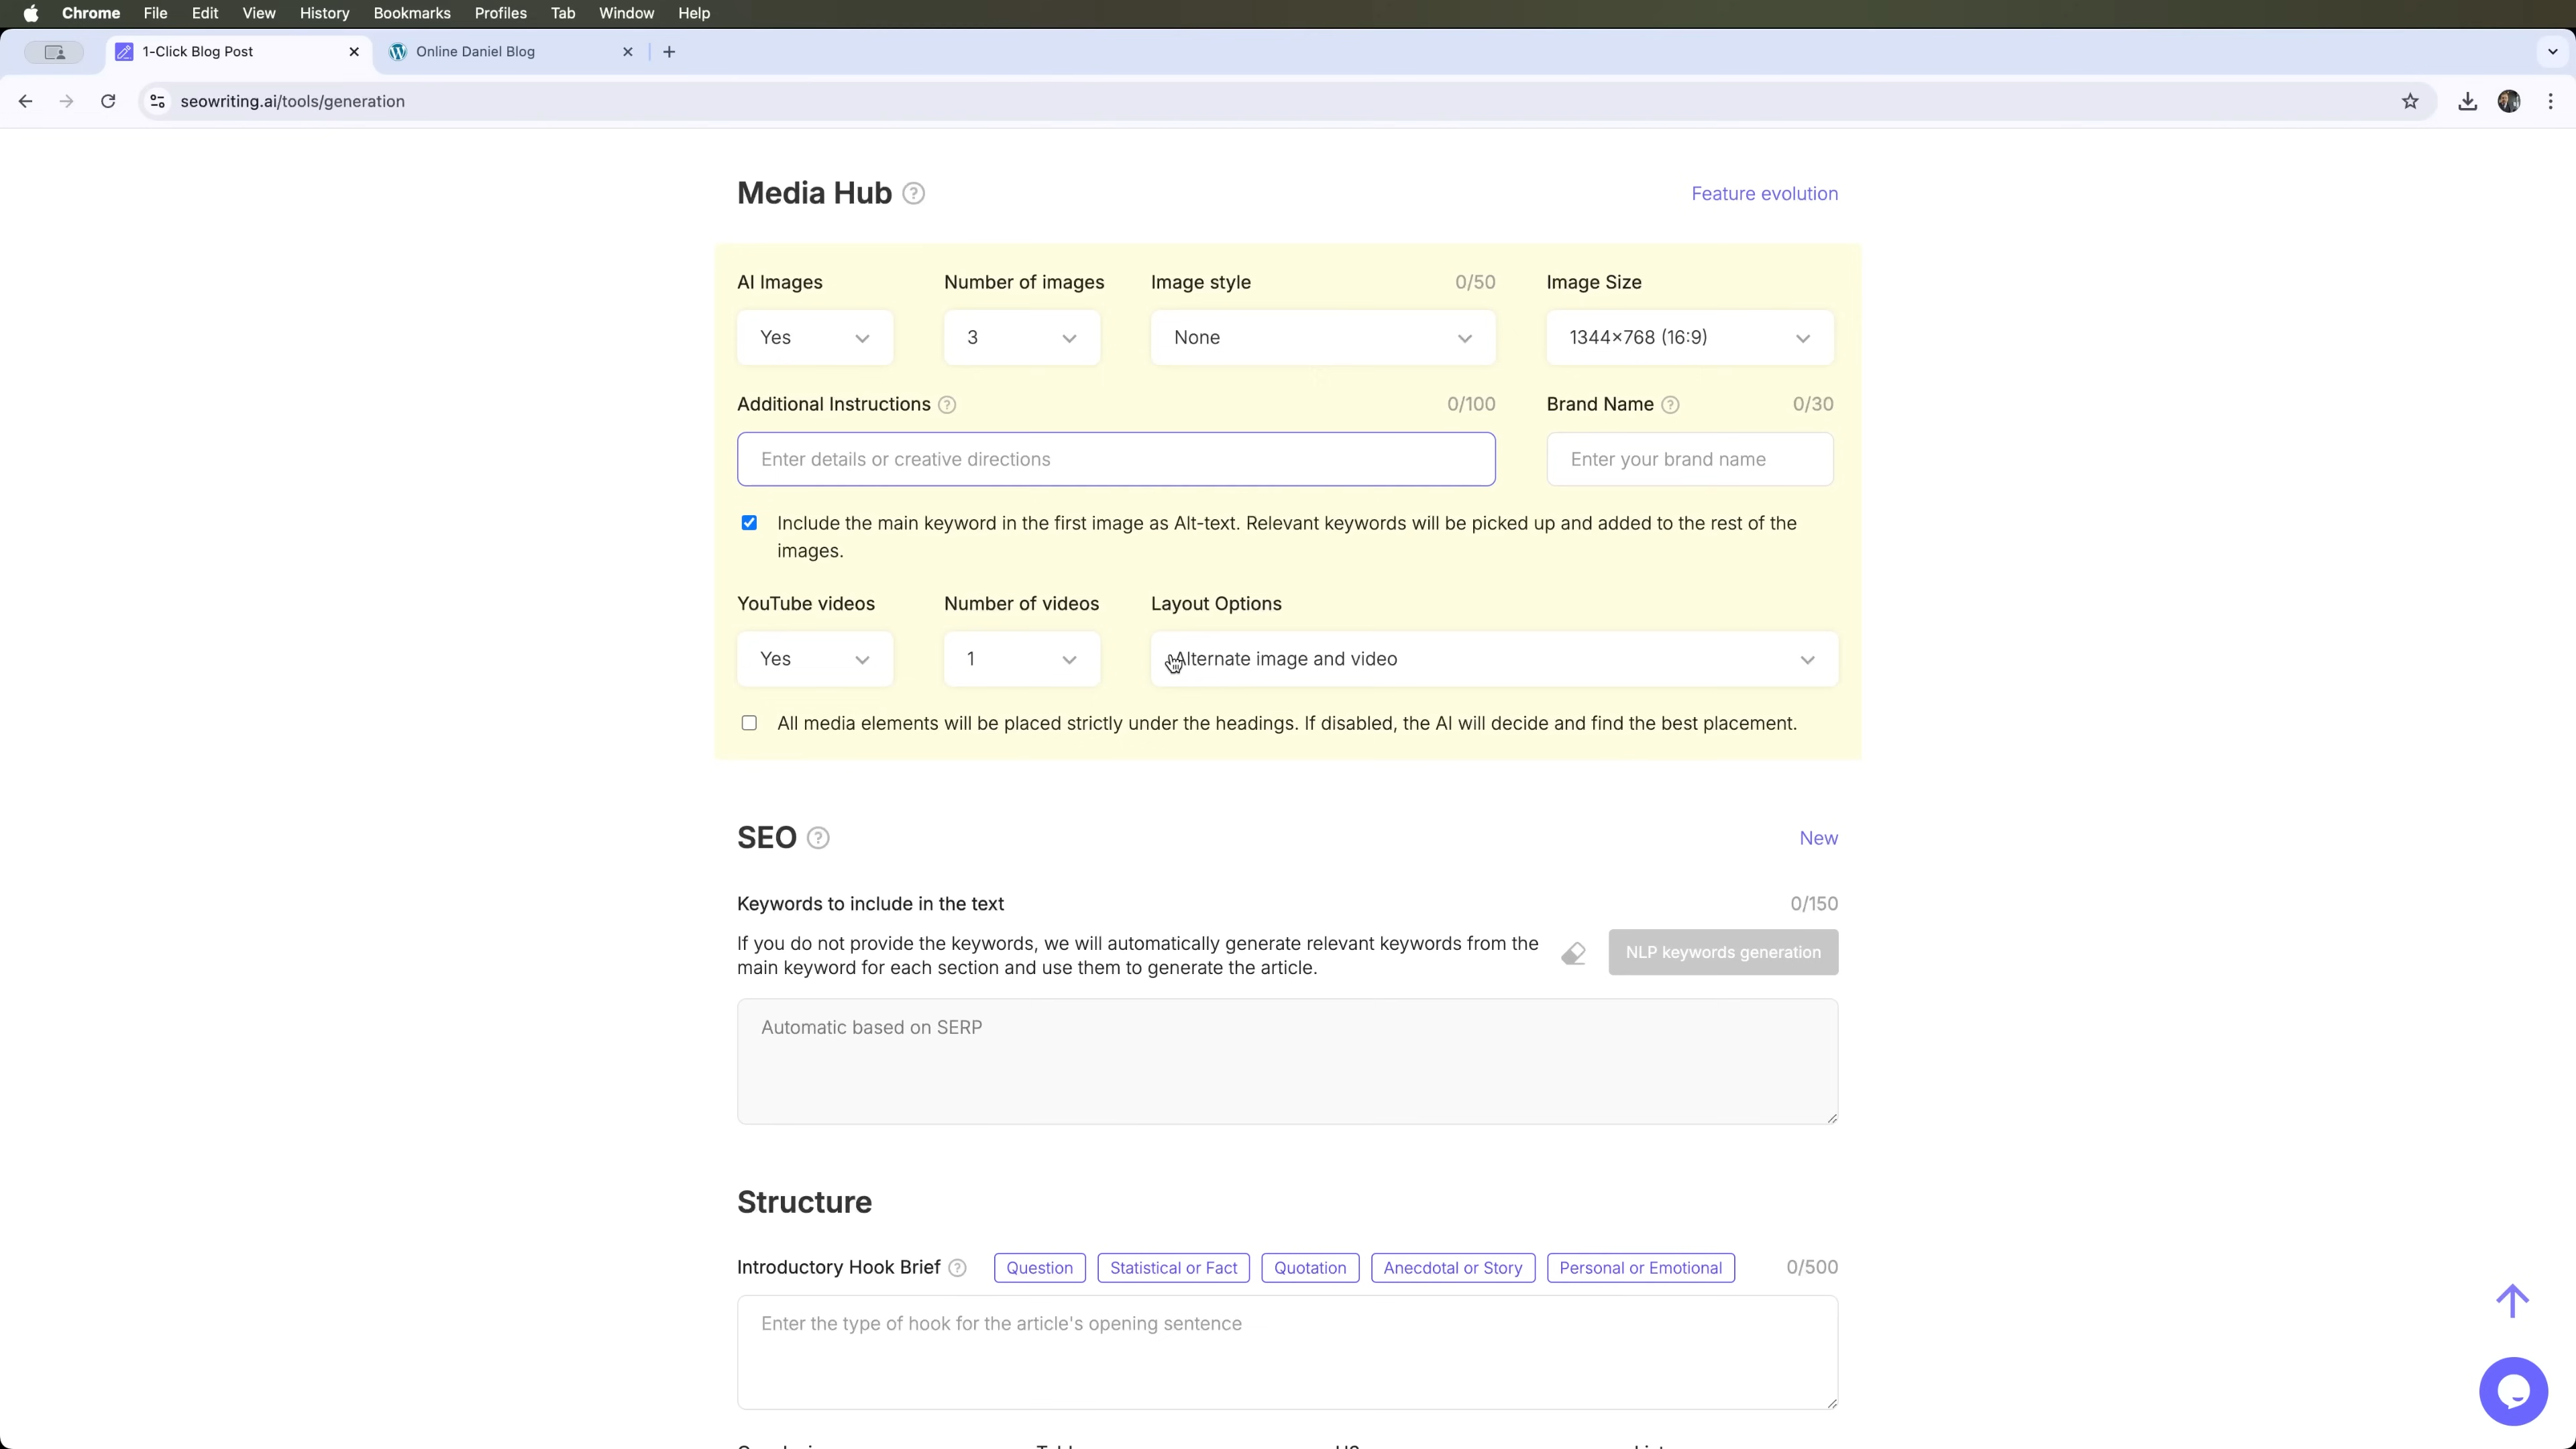 Chrome File Edit View History Bookmarks Profiles Tab Window Help
1-Click Blog Post Online Daniel Blog
seowriting.ai/tools/generation
Media Hub ? Feature evolution
AI Images Number of images Image style 0/50 Image Size
Yes 3 None 1344×768 (16:9)
Additional Instructions ? 0/100 Brand Name ? 0/30
Enter details or creative directions Enter your brand name
Include the main keyword in the first image as Alt-text. Relevant keywords will be picked up and added to the rest of the
images.
YouTube videos Number of videos Layout Options
Yes 1 Alternate image and video
All media elements will be placed strictly under the headings. If disabled, the AI will decide and find the best placement.
SEO ? New
Keywords to include in the text 0/150
If you do not provide the keywords, we will automatically generate relevant keywords from the
main keyword for each section and use them to generate the article.
NLP keywords generation
Automatic based on SERP
Structure
Introductory Hook Brief ? Question Statistical or Fact Quotation Anecdotal or Story Personal or Emotional 0/500
Enter the type of hook for the article's opening sentence